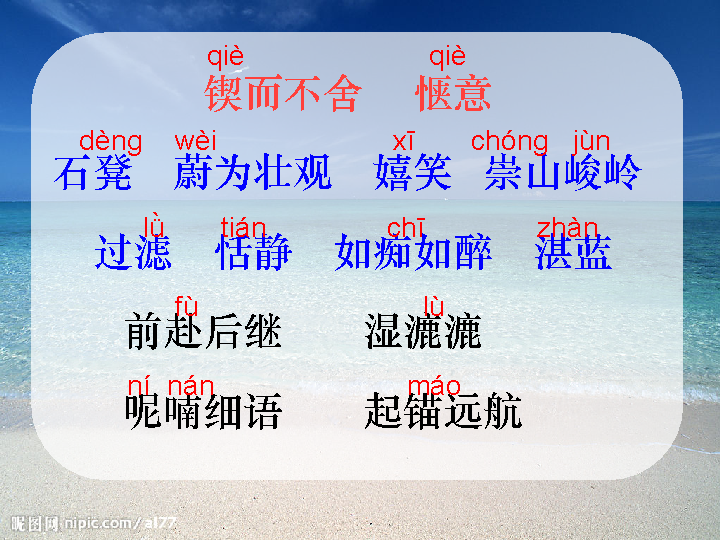 qiè qiè
锲而不舍 惬意
dèng wèi xī chóng jùn
石凳 蔚为壮观 嬉笑 崇山峻岭
lǜ tián chī zhàn
过滤 恬静 如痴如醉 湛蓝
fù lù
前赴后继 湿漉漉
ní nán máo
呢喃细语 起锚远航
昵图网 nipic.com/al77